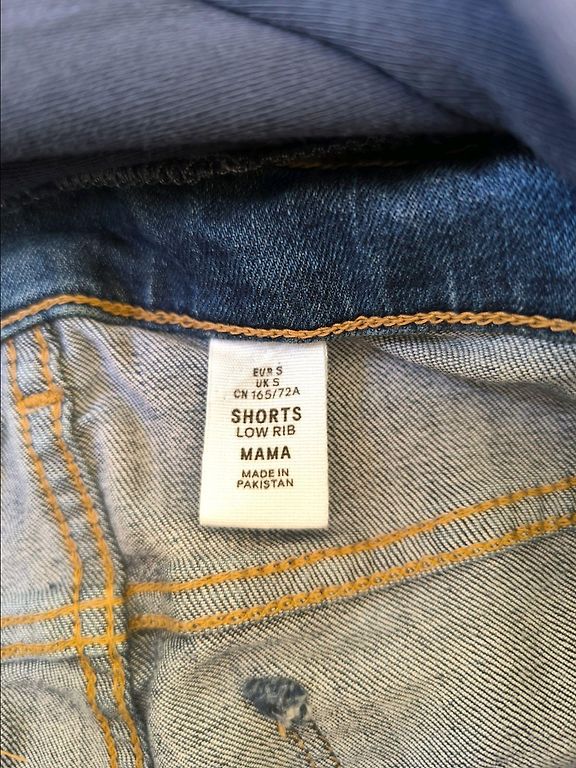 EUR S
UK S
CN 165/72A
SHORTS
LOW RIB
MAMA
MADE IN
PAKISTAN